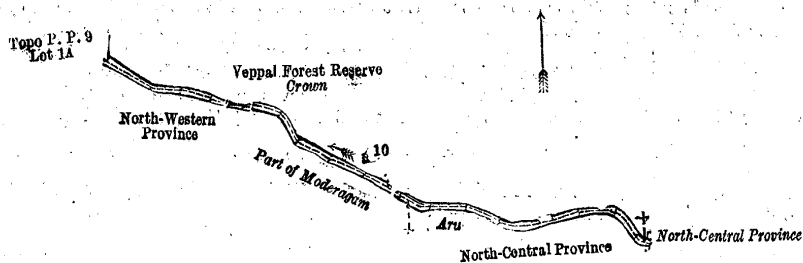 Topo P. P. 9
Lot 1A
Veppal Forest Reserve
Crown
North-Western
Province
10
Part of Moderagam
Aru
North-Central Province
North-Central Province